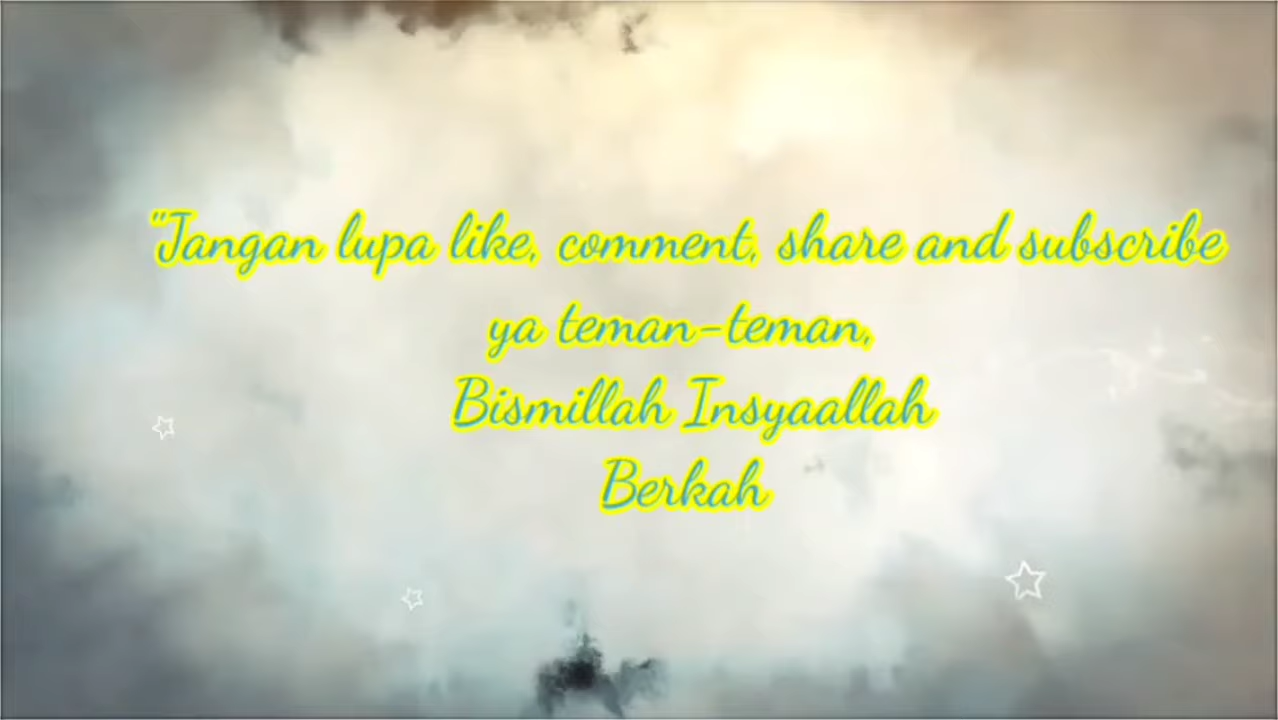 "Jangan lupa like, comment, share and subscribe
ya teman-teman,
Bismillah Insyaallah
Berkah